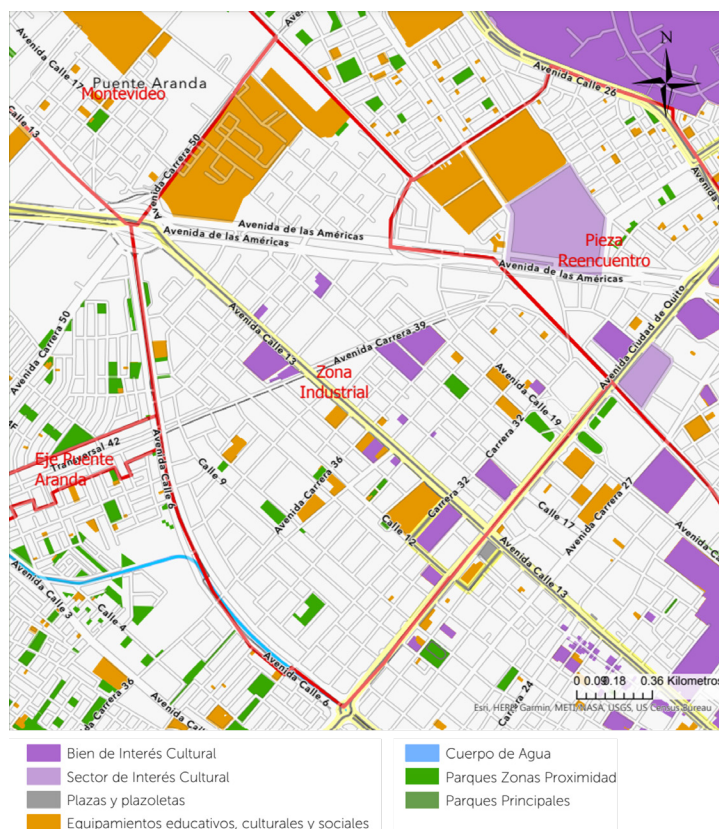 Avenida Calle 17
Puente Aranda
Montevideo
Calle 13
Avenida Carrera 50
Avenida Calle 26
N
Avenida de las Américas
Avenida de las Américas
Pieza
Reencuentro
Avenida de las Américas
Avenida Carrera 50
Avenida Calle 13
Avenida Carrera 39
Zona
Industrial
Avenida Ciudad de Quito
Avenida Calle 19
Carrera 32
Transversal 42
Eje Puente
Aranda
Avenida Calle 6
Calle 9
Avenida Carrera 36
Calle 12
Carrera 32
Calle 17
Avenida Carrera 27
Avenida Calle 13
Avenida Calle 3
Calle 4
Avenida Carrera 36
Avenida Calle 6
Carrera 24
0 0.09 0.18 0.36 Kilometros
Esri, HERE, Garmin, METI/NASA, USGS, US Census Bureau
Bien de Interés Cultural
Sector de Interés Cultural
Plazas y plazoletas
Equipamientos educativos, culturales y sociales
Cuerpo de Agua
Parques Zonas Proximidad
Parques Principales